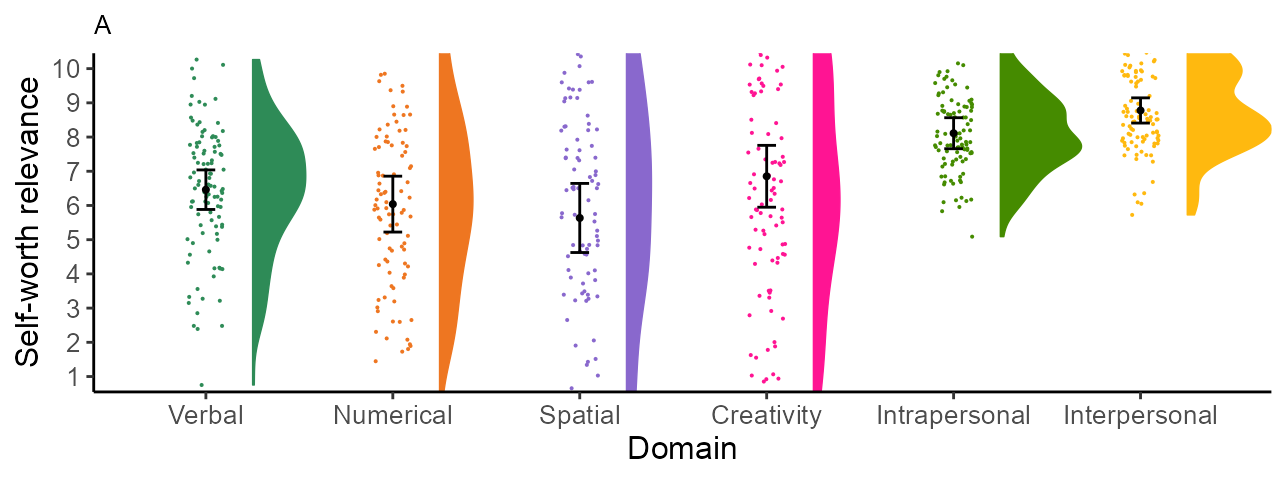 A
Self-worth relevance
10
9
8
7
6
5
4
3
2
1
Verbal Numerical Spatial Creativity Intrapersonal Interpersonal
Domain